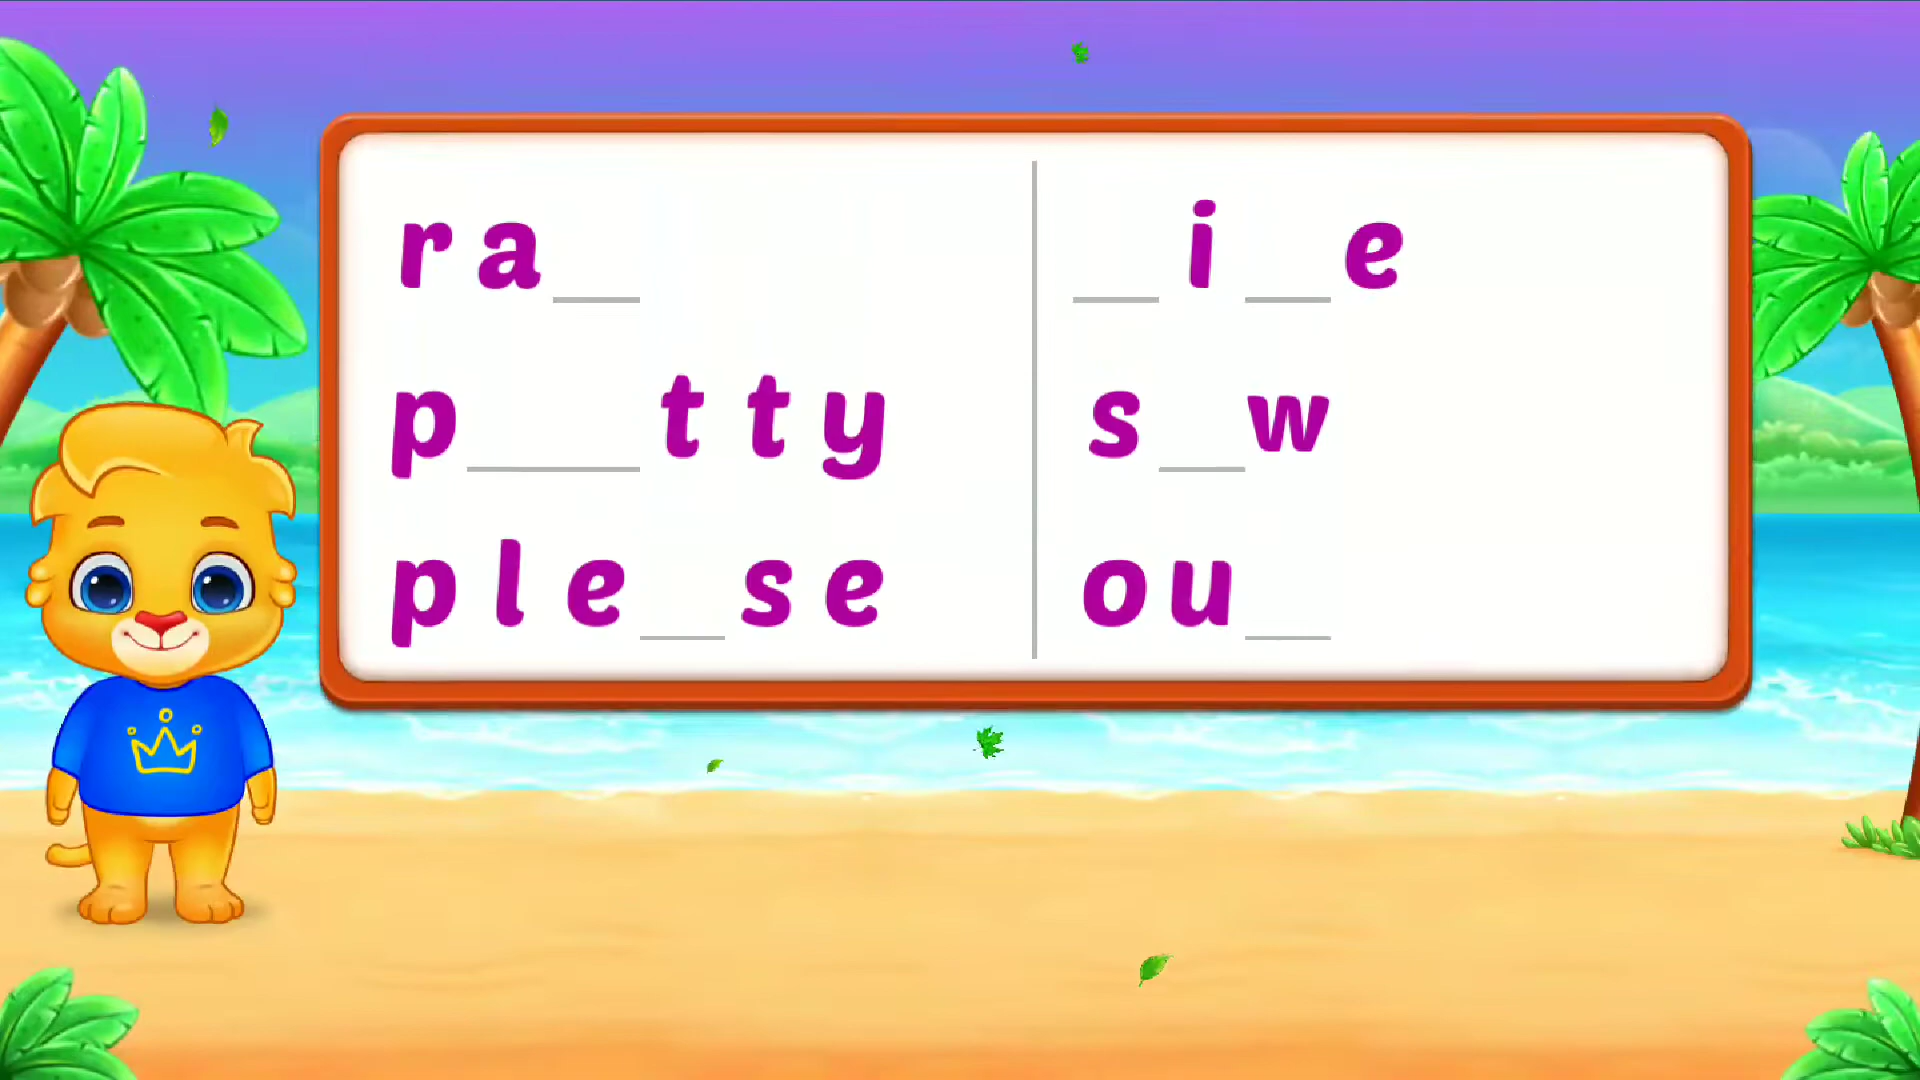 ra_
p__tty
ple_se
_i_e
s_w
ou_